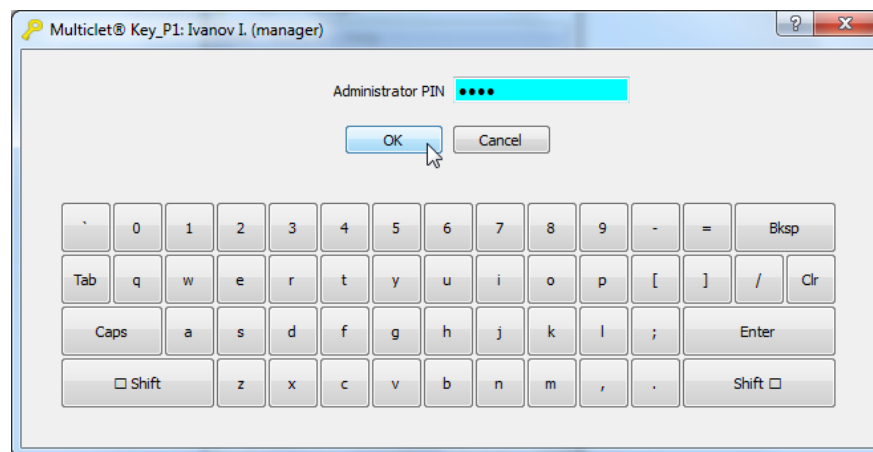 Multiclet® Key_P1: Ivanov I. (manager)
Administrator PIN ●●●●
OK Cancel
` 0 1 2 3 4 5 6 7 8 9 - = Bksp
Tab q w e r t y u i o p [ ] / Clr
Caps a s d f g h j k l ; Enter
☐ Shift z x c v b n m , . Shift ☐